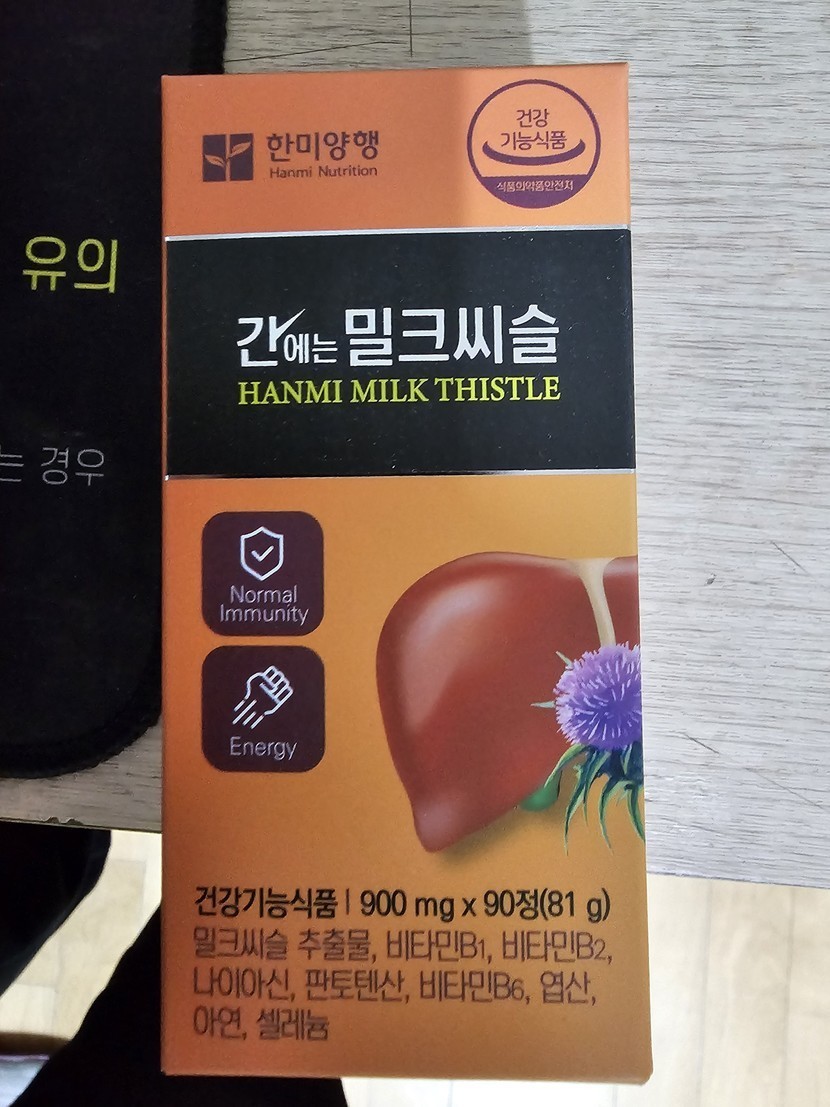 한미양행
Hanmi Nutrition
건강
기능식품
식품의약품안전처
유의
간에는 밀크씨슬
HANMI MILK THISTLE
는 경우
Normal
Immunity
Energy
건강기능식품 | 900 mg x 90정(81 g)
밀크씨슬 추출물, 비타민B1, 비타민B2,
나이아신, 판토텐산, 비타민B6, 엽산,
아연, 셀레늄